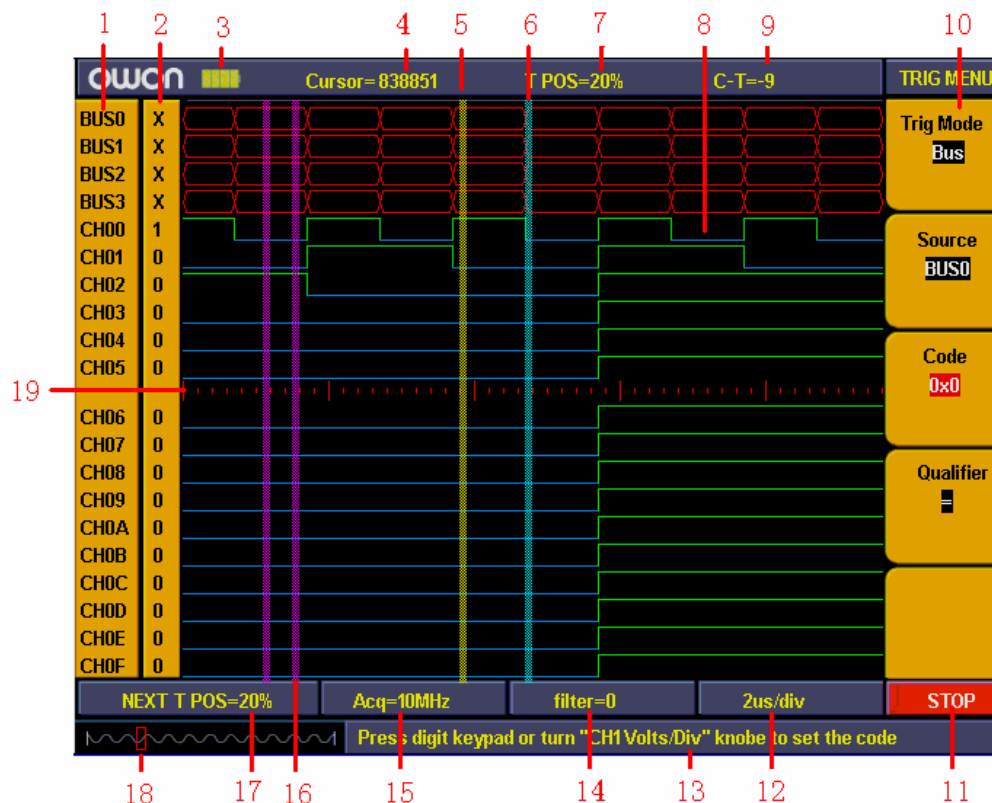 1 2 3 4 5 6 7 8 9 10
owon Cursor=838851 T POS=20% C-T=-9 TRIG MENU
BUS0 X
BUS1 X
BUS2 X
BUS3 X
CH00 1
CH01 0
CH02 0
CH03 0
CH04 0
CH05 0
19
CH06 0
CH07 0
CH08 0
CH09 0
CH0A 0
CH0B 0
CH0C 0
CH0D 0
CH0E 0
CH0F 0
Trig Mode
Bus
Source
BUS0
Code
0x0
Qualifier
=
NEXT T POS=20% Acq=10MHz filter=0 2us/div STOP
Press digit keypad or turn "CH1 Volts/Div" knobe to set the code
18 17 16 15 14 13 12 11